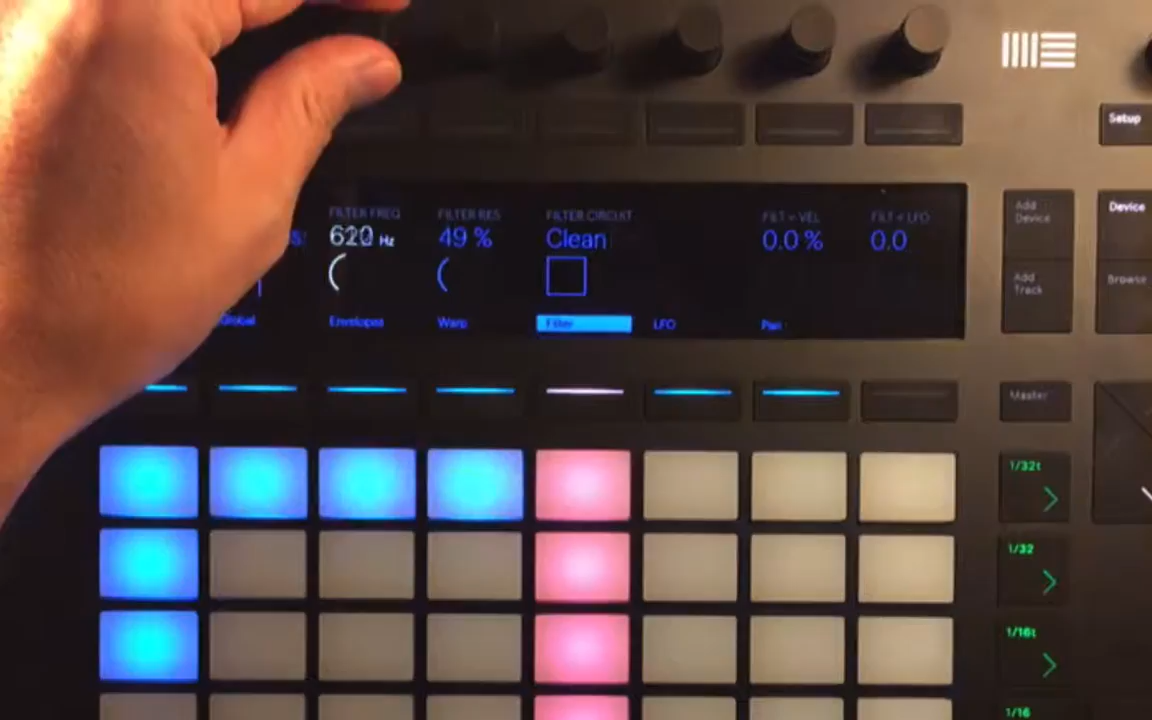 Setup
FILTER FREQ FILTER RES FILTER CIRCUIT FILT < VEL FILT < LFO
620 Hz 49 % Clean 0.0 % 0.0
Add
Device
Device
Add
Track
Browse
Global Envelopes Warp Filter LFO Pan
Master
1/32t
1/32
1/16t
1/16